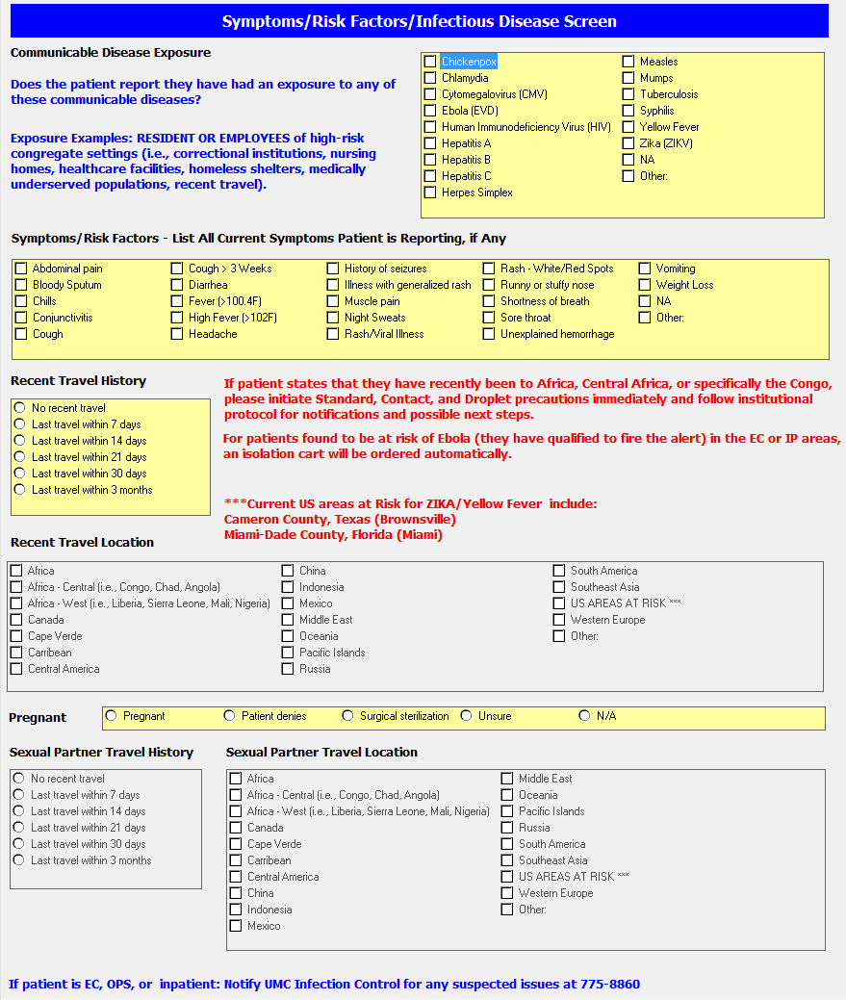 Symptoms/Risk Factors/Infectious Disease Screen
Communicable Disease Exposure
Does the patient report they have had an exposure to any of
these communicable diseases?
Exposure Examples: RESIDENT OR EMPLOYEES of high-risk
congregate settings (i.e., correctional institutions, nursing
homes, healthcare facilities, homeless shelters, medically
underserved populations, recent travel).
Chickenpox
Chlamydia
Cytomegalovirus (CMV)
Ebola (EVD)
Human Immunodeficiency Virus (HIV)
Hepatitis A
Hepatitis B
Hepatitis C
Herpes Simplex
Measles
Mumps
Tuberculosis
Syphilis
Yellow Fever
Zika (ZIKV)
NA
Other:
Symptoms/Risk Factors - List All Current Symptoms Patient is Reporting, if Any
Abdominal pain
Bloody Sputum
Chills
Conjunctivitis
Cough
Cough > 3 Weeks
Diarrhea
Fever (>100.4F)
High Fever (>102F)
Headache
History of seizures
Illness with generalized rash
Muscle pain
Night Sweats
Rash/Viral Illness
Rash - White/Red Spots
Runny or stuffy nose
Shortness of breath
Sore throat
Unexplained hemorrhage
Vomiting
Weight Loss
NA
Other:
Recent Travel History
No recent travel
Last travel within 7 days
Last travel within 14 days
Last travel within 21 days
Last travel within 30 days
Last travel within 3 months
If patient states that they have recently been to Africa, Central Africa, or specifically the Congo,
please initiate Standard, Contact, and Droplet precautions immediately and follow institutional
protocol for notifications and possible next steps.
For patients found to be at risk of Ebola (they have qualified to fire the alert) in the EC or IP areas,
an isolation cart will be ordered automatically.
***Current US areas at Risk for ZIKA/Yellow Fever include:
Cameron County, Texas (Brownsville)
Miami-Dade County, Florida (Miami)
Recent Travel Location
Africa
Africa - Central (i.e., Congo, Chad, Angola)
Africa - West (i.e., Liberia, Sierra Leone, Mali, Nigeria)
Canada
Cape Verde
Carribean
Central America
China
Indonesia
Mexico
Middle East
Oceania
Pacific Islands
Russia
South America
Southeast Asia
US AREAS AT RISK ***
Western Europe
Other:
Pregnant
Pregnant
Patient denies
Surgical sterilization
Unsure
N/A
Sexual Partner Travel History
No recent travel
Last travel within 7 days
Last travel within 14 days
Last travel within 21 days
Last travel within 30 days
Last travel within 3 months
Sexual Partner Travel Location
Africa
Africa - Central (i.e., Congo, Chad, Angola)
Africa - West (i.e., Liberia, Sierra Leone, Mali, Nigeria)
Canada
Cape Verde
Carribean
Central America
China
Indonesia
Mexico
Middle East
Oceania
Pacific Islands
Russia
South America
Southeast Asia
US AREAS AT RISK ***
Western Europe
Other:
If patient is EC, OPS, or inpatient: Notify UMC Infection Control for any suspected issues at 775-8860